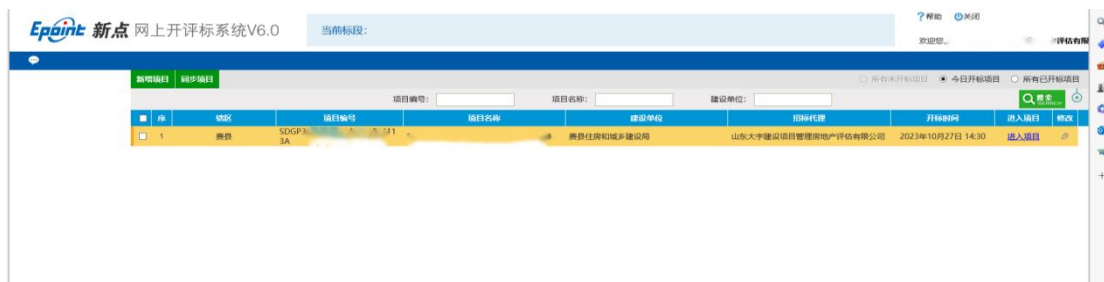 Epoint 新点 网上开评标系统V6.0
当前标段：
?帮助 关闭
欢迎您，
评估有限
新增项目 同步项目
所有未开标项目 今日开标项目 所有已开标项目
项目编号： 项目名称： 建设单位： 搜索 SEARCH
序 辖区 项目编号 项目名称 建设单位 招标代理 开标时间 进入项目 修改
1 费县 SDGP3 费县住房和城乡建设局 山东大宇建设项目管理房地产评估有限公司 2023年10月27日 14:30 进入项目
3A